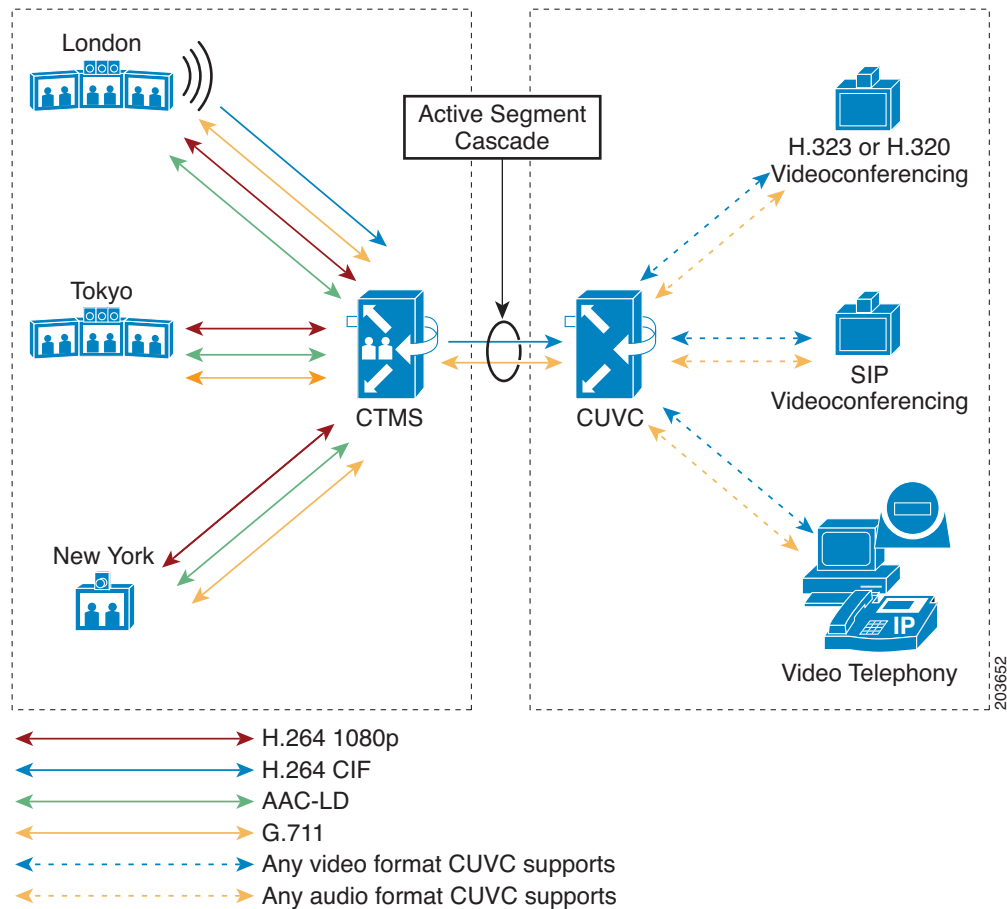 London
Active Segment
Cascade
H.323 or H.320
Videoconferencing
Tokyo
CTMS
CUVC
SIP
Videoconferencing
New York
IP
Video Telephony
203652
H.264 1080p
H.264 CIF
AAC-LD
G.711
Any video format CUVC supports
Any audio format CUVC supports